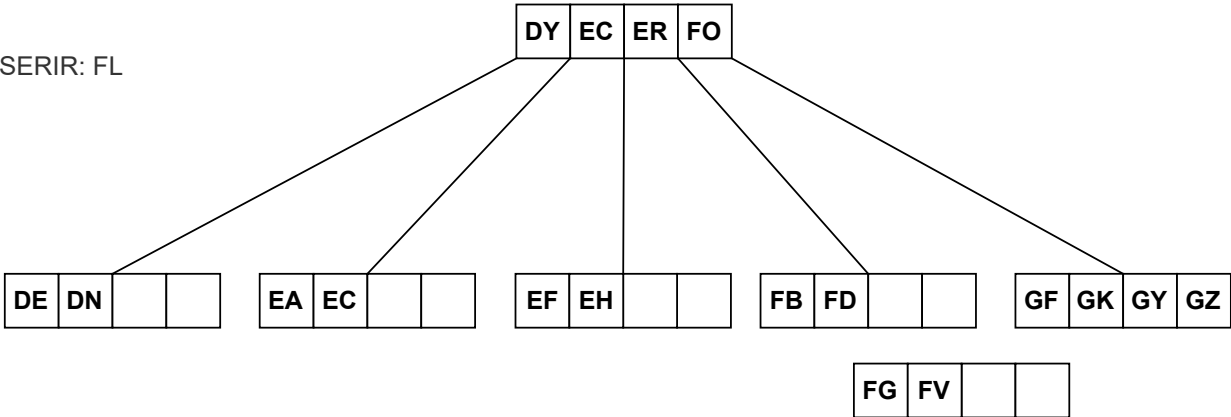 DY EC ER FO
SERIR: FL
DE DN EA EC EF EH FB FD GF GK GY GZ
FG FV